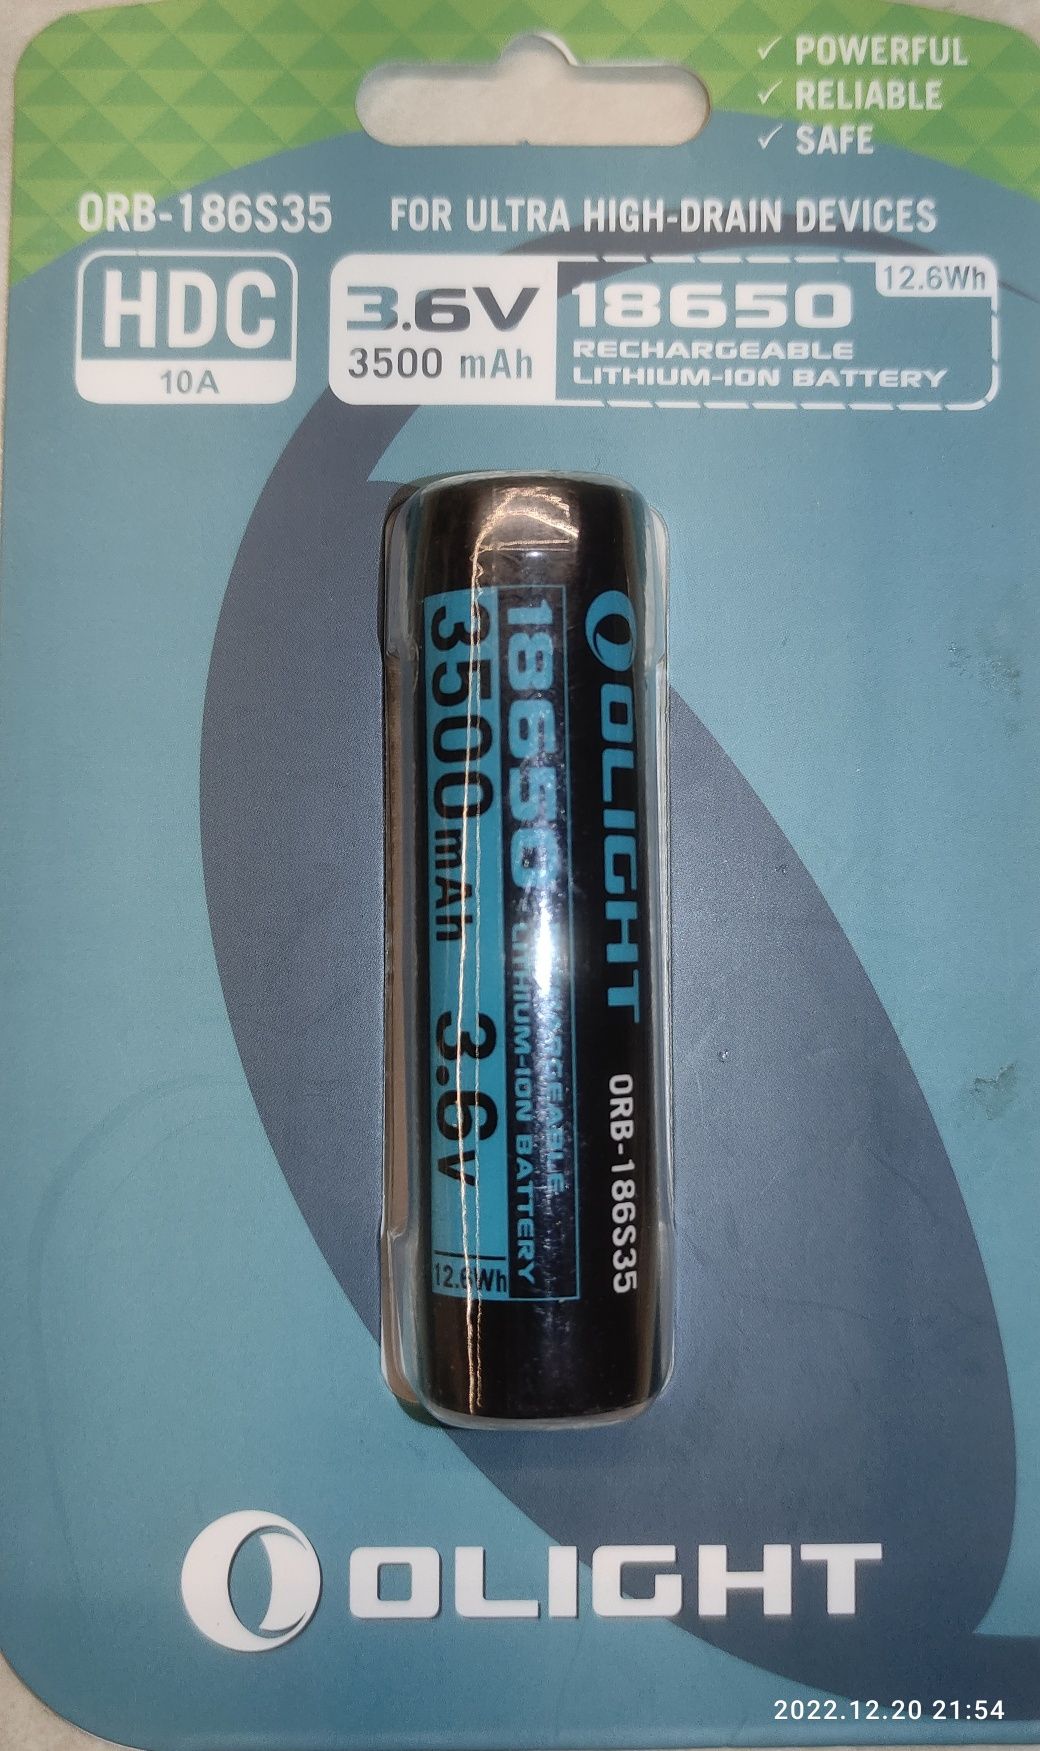 ✓ POWERFUL
✓ RELIABLE
✓ SAFE
ORB-186S35 FOR ULTRA HIGH-DRAIN DEVICES
HDC
10A
3.6V
3500 mAh
18650
12.6Wh
RECHARGEABLE
LITHIUM-ION BATTERY
OLIGHT ORB-186S35
18650
LITHIUM-ION BATTERY
3500mAh 3.6V
12.6Wh
OLIGHT
2022.12.20 21:54